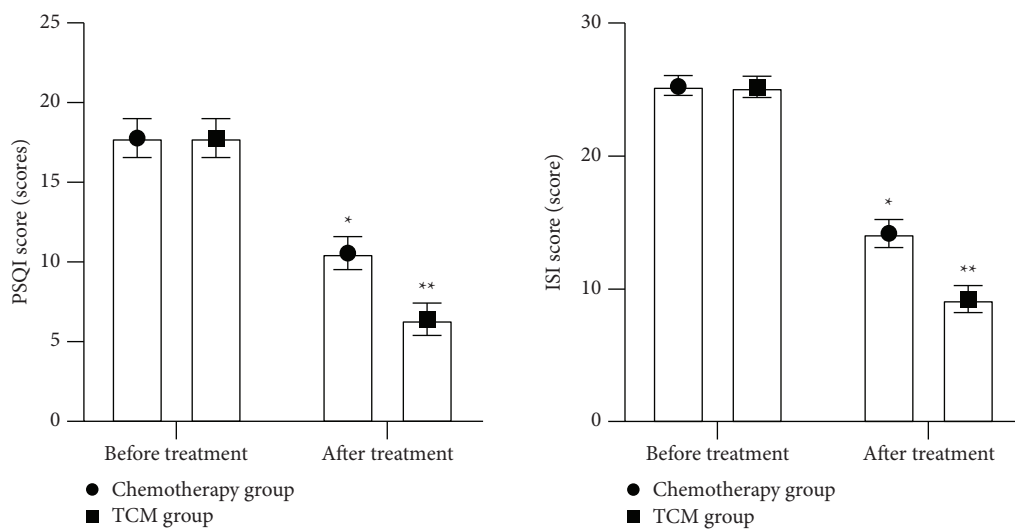 PSQI score (scores)
25
20
15
10
5
0
*
**
Before treatment
After treatment
Chemotherapy group
TCM group
ISI score (score)
30
20
10
0
*
**
Before treatment
After treatment
Chemotherapy group
TCM group